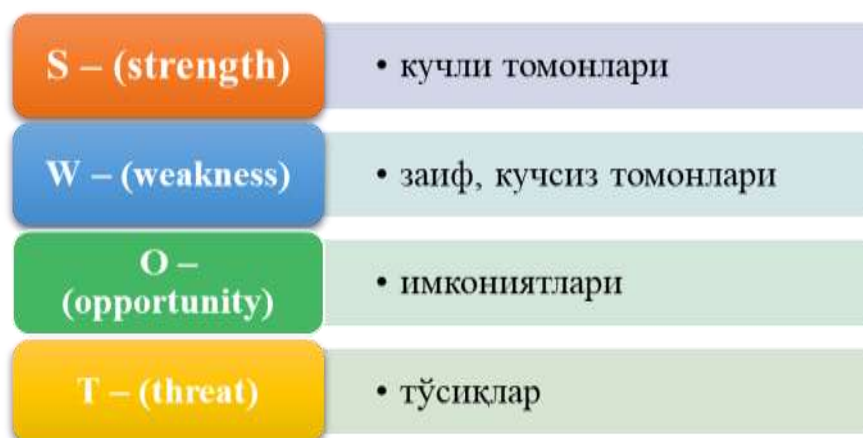 S – (strength)
• кучли томонлари
W – (weakness)
• заиф, кучсиз томонлари
O –
(opportunity)
• имкониятлари
T – (threat)
• тўсиқлар